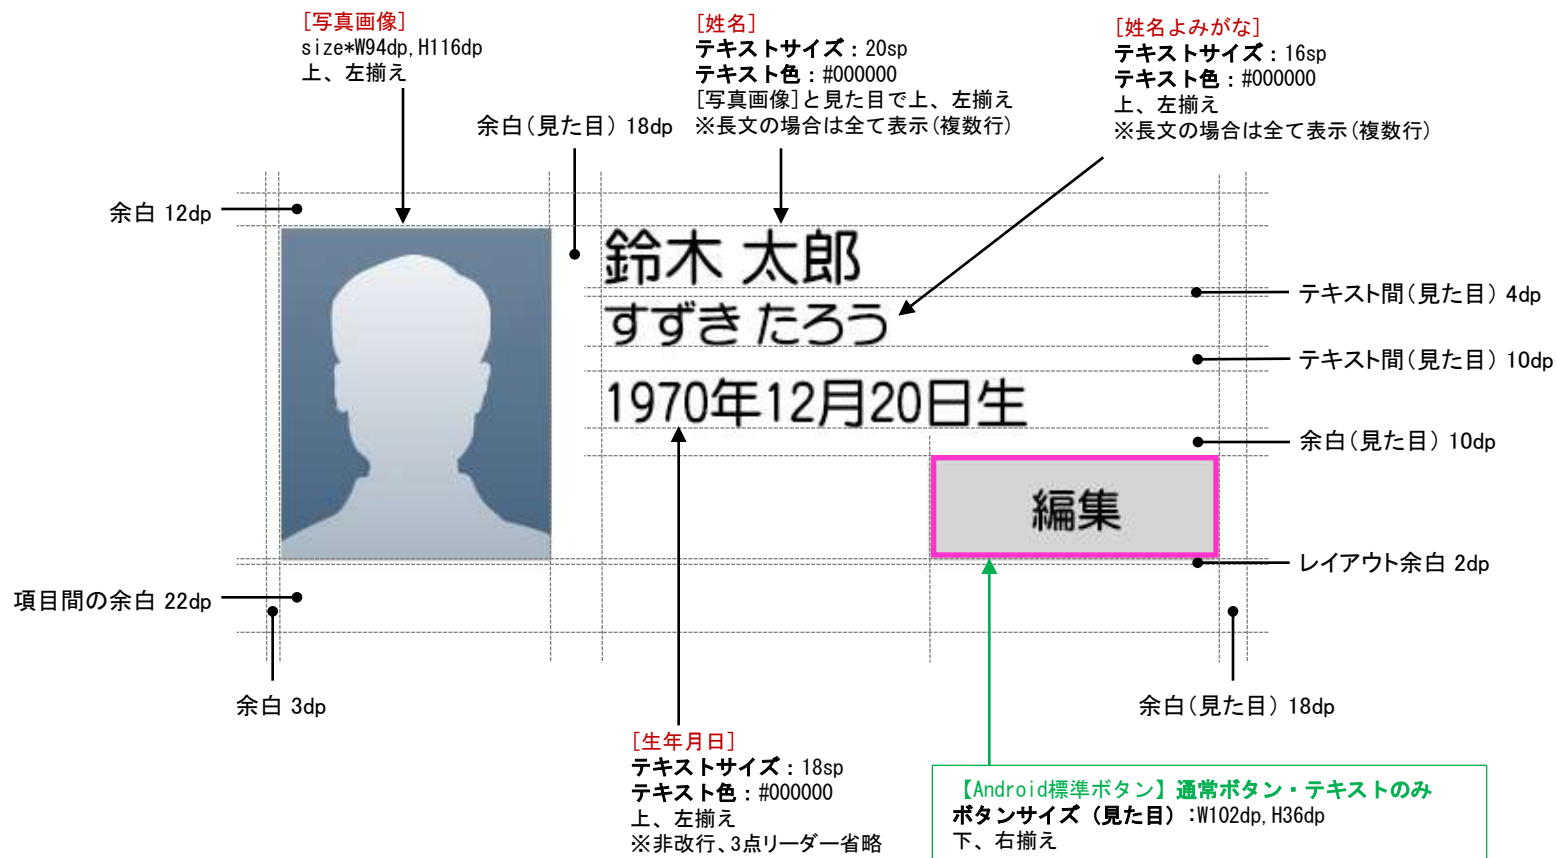 [写真画像]
size*W94dp,H116dp
上、左揃え
[姓名]
テキストサイズ：20sp
テキスト色：#000000
[写真画像]と見た目で上、左揃え
※長文の場合は全て表示(複数行)
[姓名よみがな]
テキストサイズ：16sp
テキスト色：#000000
上、左揃え
※長文の場合は全て表示(複数行)
余白(見た目) 18dp
余白 12dp
鈴木 太郎
すずき たろう
1970年12月20日生
編集
テキスト間(見た目) 4dp
テキスト間(見た目) 10dp
余白(見た目) 10dp
レイアウト余白 2dp
項目間の余白 22dp
余白 3dp
余白(見た目) 18dp
[生年月日]
テキストサイズ：18sp
テキスト色：#000000
上、左揃え
※非改行、3点リーダー省略
【Android標準ボタン】通常ボタン・テキストのみ
ボタンサイズ（見た目）:W102dp,H36dp
下、右揃え